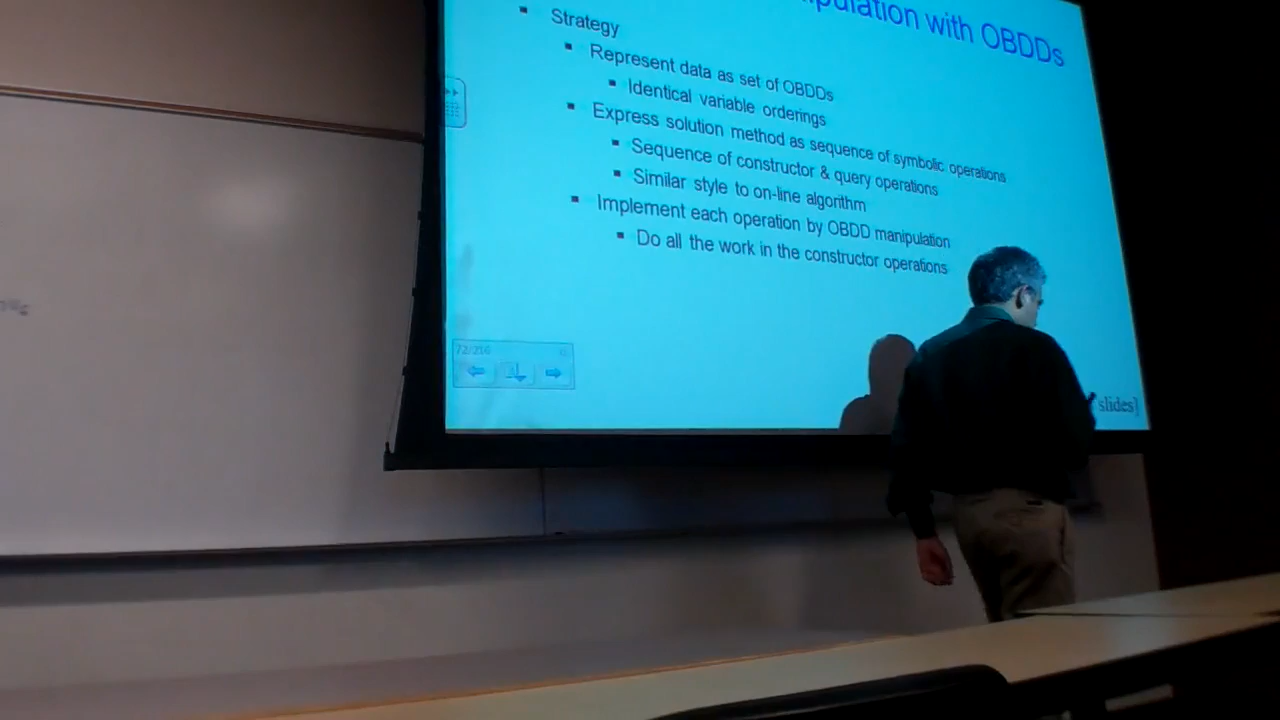 with OBDDs
Strategy
Represent data as set of OBDDs
Identical variable orderings
Express solution method as sequence of symbolic operations
Sequence of constructor & query operations
Similar style to on-line algorithm
Implement each operation by OBDD manipulation
Do all the work in the constructor operations
72/216
slides]